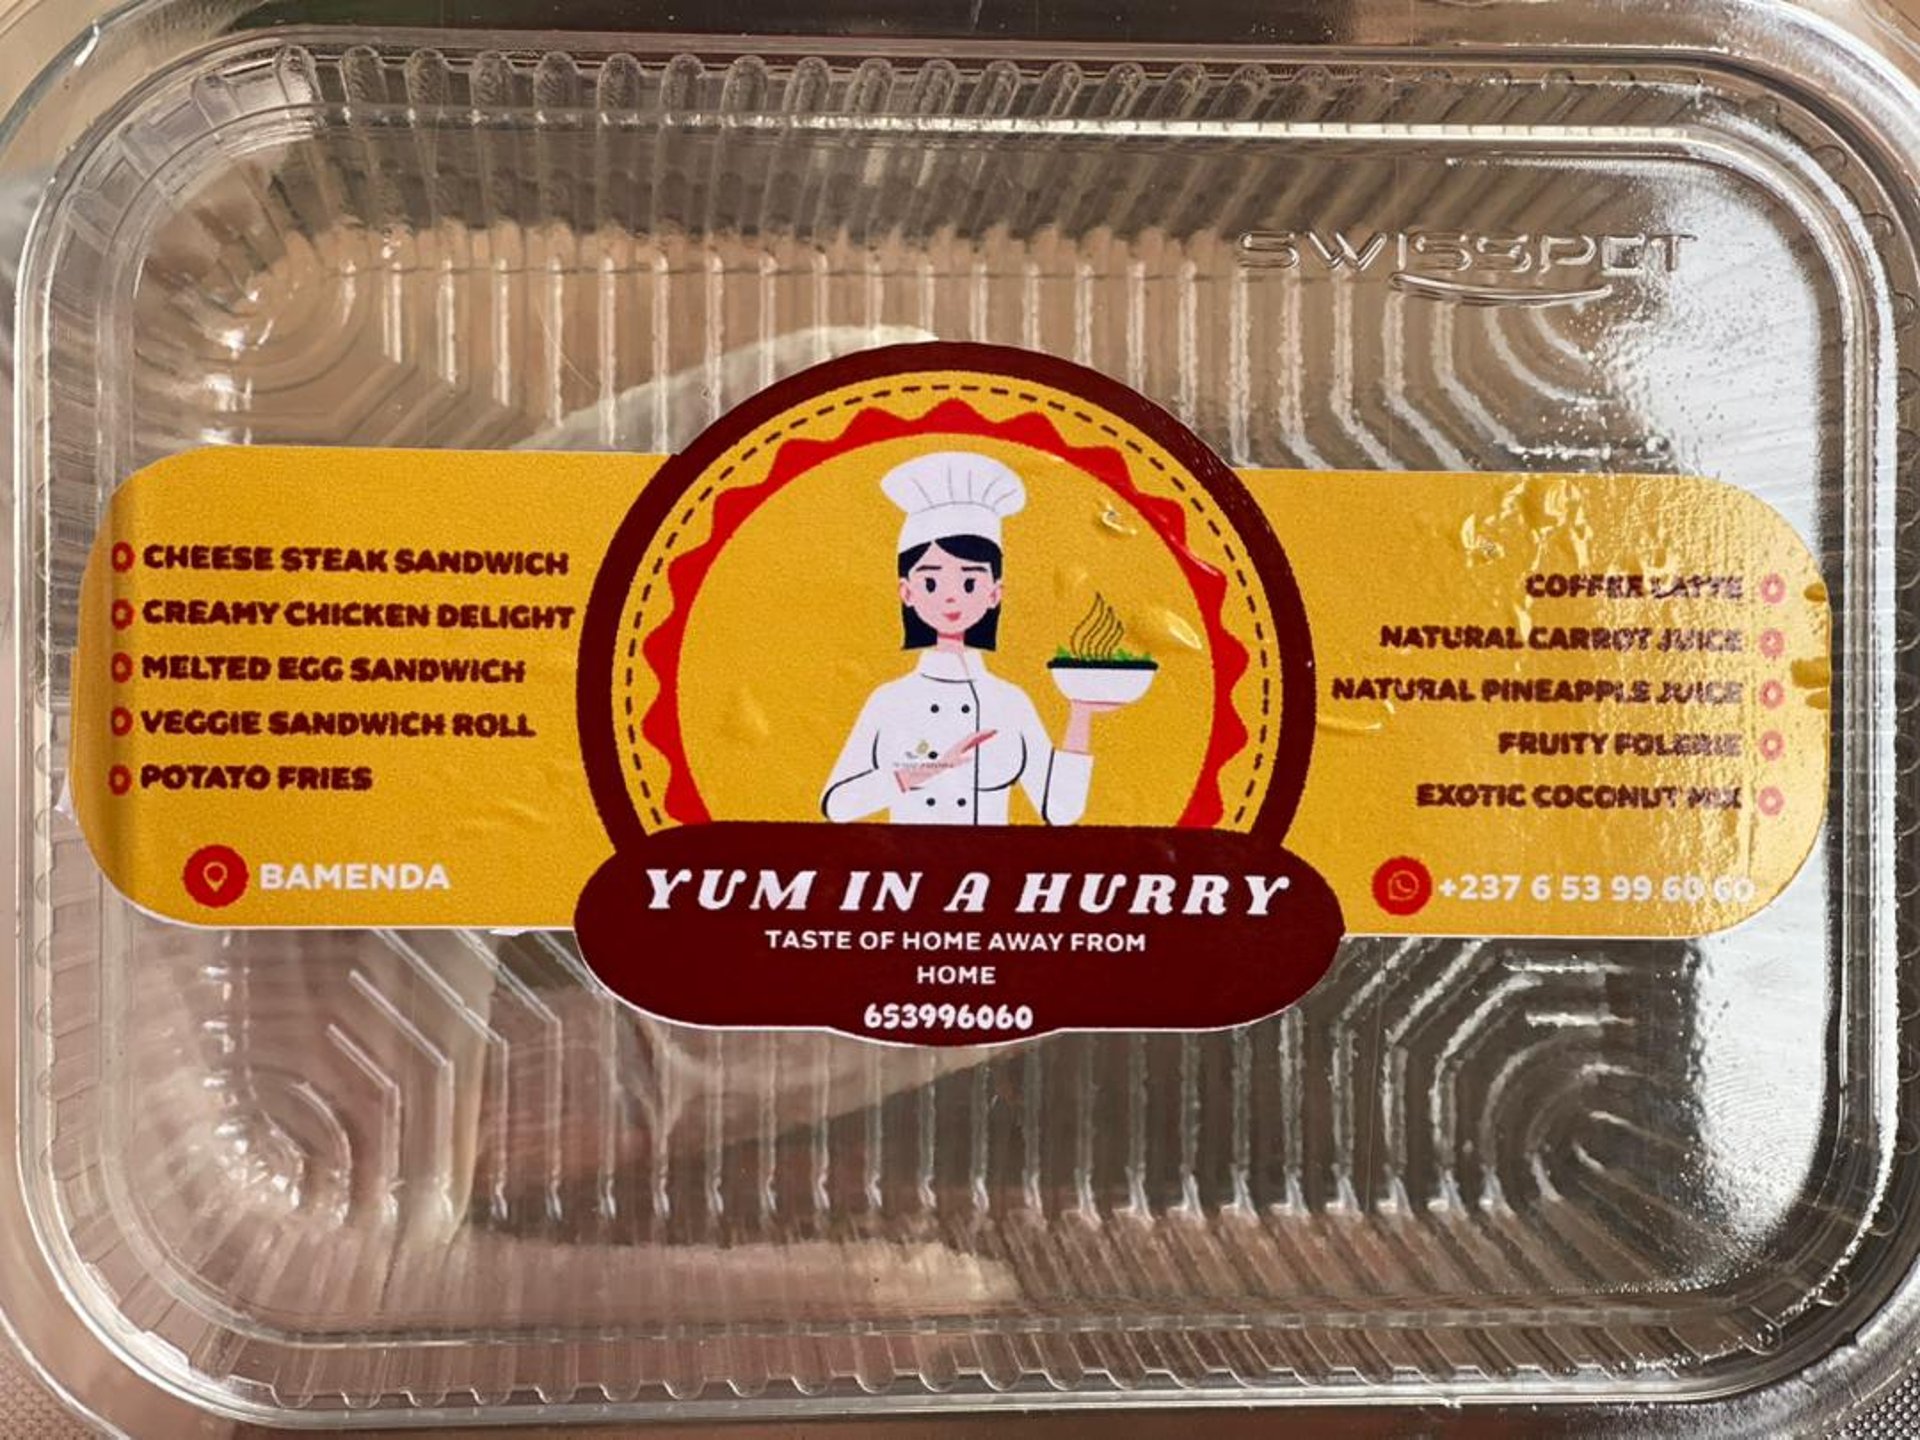 SWISSPOT
CHEESE STEAK SANDWICH
CREAMY CHICKEN DELIGHT
MELTED EGG SANDWICH
VEGGIE SANDWICH ROLL
POTATO FRIES
BAMENDA
COFFEE LATTE
NATURAL CARROT JUICE
NATURAL PINEAPPLE JUICE
FRUITY FOLERIE
EXOTIC COCONUT MIX
+237 6 53 99 60 60
YUM IN A HURRY
TASTE OF HOME AWAY FROM
HOME
653996060